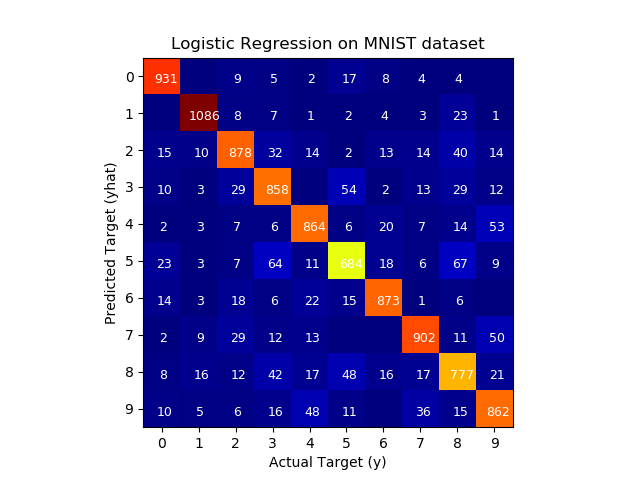 Logistic Regression on MNIST dataset
0 931 9 5 2 17 8 4 4
1 1086 8 7 1 2 4 3 23 1
2 15 10 878 32 14 2 13 14 40 14
3 10 3 29 858 54 2 13 29 12
4 2 3 7 6 864 6 20 7 14 53
5 23 3 7 64 11 684 18 6 67 9
6 14 3 18 6 22 15 873 1 6
7 2 9 29 12 13 902 11 50
8 8 16 12 42 17 48 16 17 777 21
9 10 5 6 16 48 11 36 15 862
0 1 2 3 4 5 6 7 8 9
Actual Target (y)
Predicted Target (yhat)